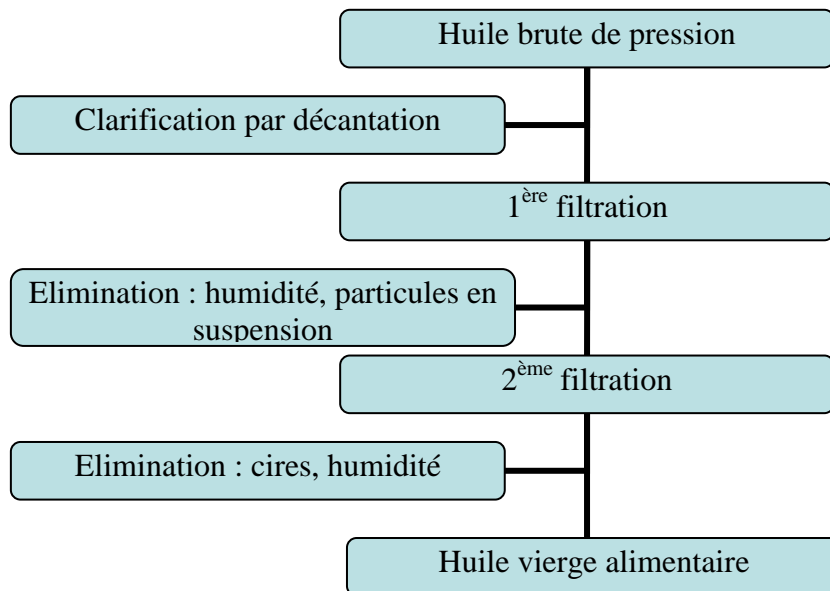 Huile brute de pression
Clarification par décantation
1ère filtration
Elimination : humidité, particules en
suspension
2ème filtration
Elimination : cires, humidité
Huile vierge alimentaire